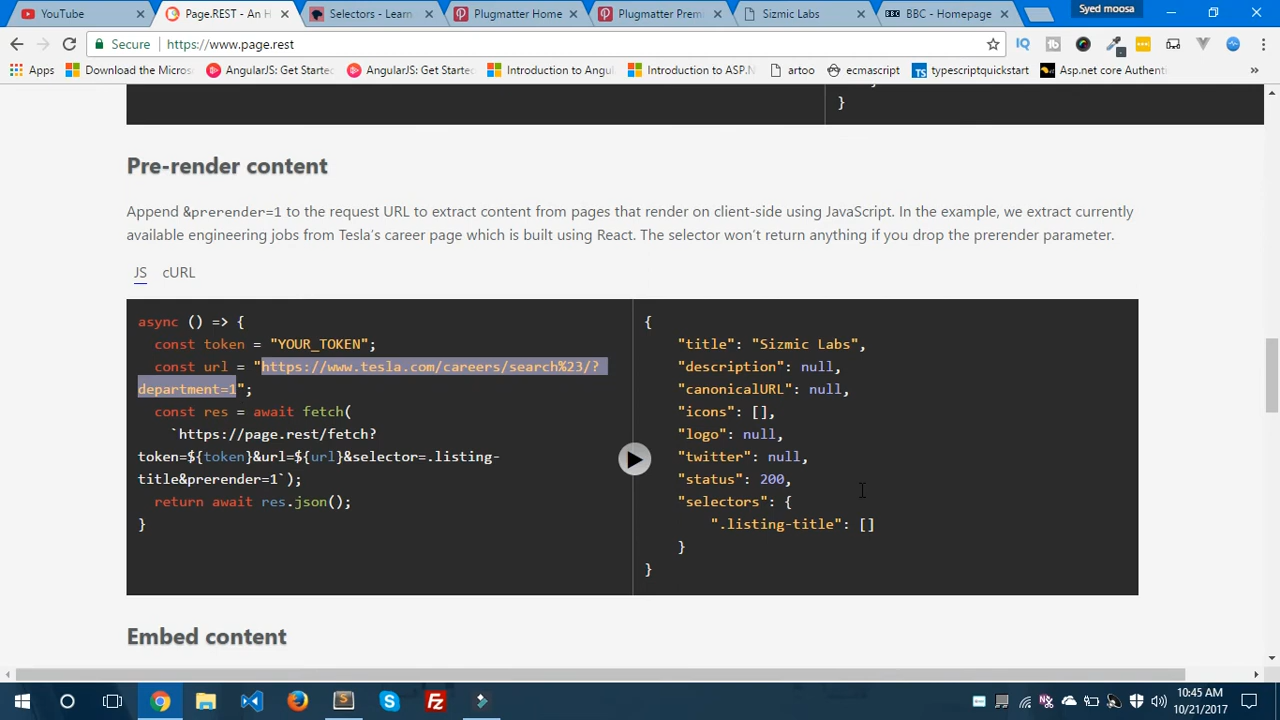 Syed moosa
YouTube
Page.REST - An H
Selectors - Learn
Plugmatter Home
Plugmatter Prem
Sizmic Labs
BBC - Homepage
Secure
https://www.page.rest
Apps
Download the Micros
AngularJS: Get Starte
AngularJS: Get Starte
Introduction to Angu
Introduction to ASP.N
artoo
ecmascript
typescriptquickstart
Asp.net core Authenti
»
}
Pre-render content
Append &prerender=1 to the request URL to extract content from pages that render on client-side using JavaScript. In the example, we extract currently
available engineering jobs from Tesla's career page which is built using React. The selector won't return anything if you drop the prerender parameter.
JS cURL
async () => {
const token = "YOUR_TOKEN";
const url = "https://www.tesla.com/careers/search%23/?
department=1";
const res = await fetch(
`https://page.rest/fetch?
token=${token}&url=${url}&selector=.listing-
title&prerender=1`);
return await res.json();
}
{
"title": "Sizmic Labs",
"description": null,
"canonicalURL": null,
"icons": [],
"logo": null,
"twitter": null,
"status": 200,
"selectors": {
".listing-title": []
}
}
Embed content
10:45 AM
10/21/2017